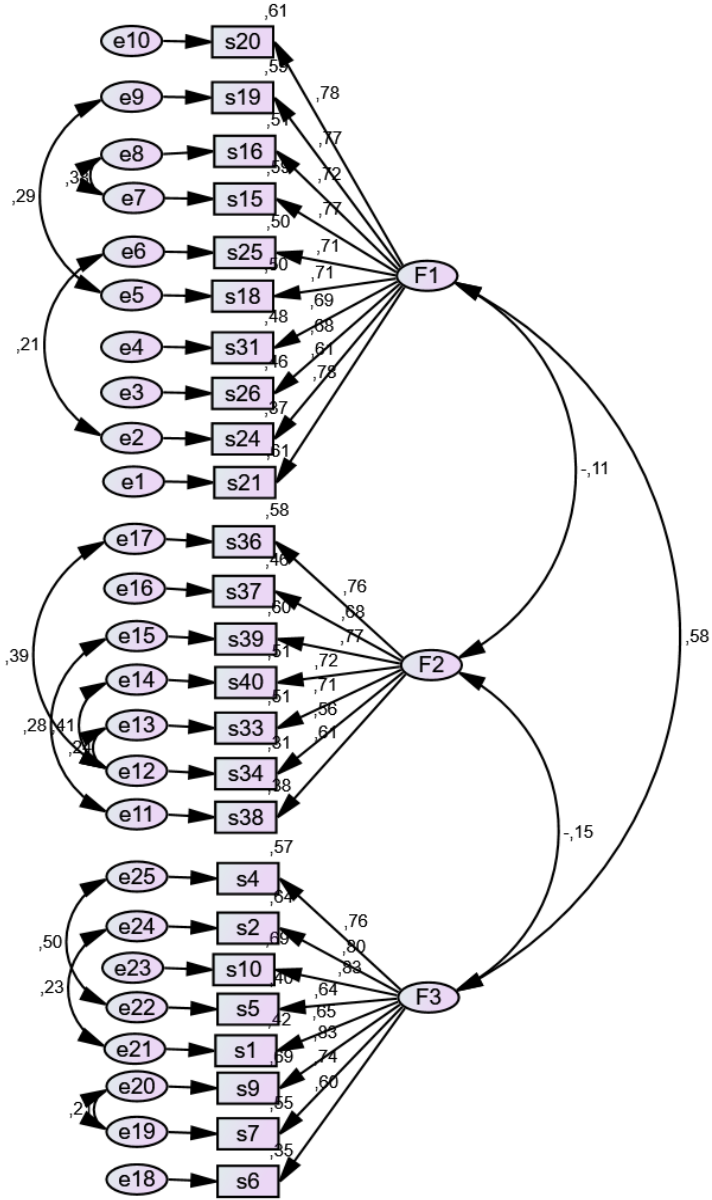 ,61
e10 s20
,59
,78
e9 s19
,51
,77
e8 s16
,59
,72
,29
e7 s15
,50
,77
e6 s25
,50
,71
F1
e5 s18
,71
,48
,69
,21
e4 s31
,68
,46
,61
e3 s26
,78
,37
e2 s24
,61
-,11
e1 s21
,58
e17 s36
,46
,76
e16 s37
,60
,68
e15 s39
,77
,58
,39
,51
,72
F2
e14 s40
,51
,71
,28
,41
e13 s33
,56
,31
,61
e12 s34
,38
e11 s38
-,15
,57
e25 s4
,64
,76
e24 s2
,50
,69
,80
e23 s10
,83
,23
,40
,64
F3
e22 s5
,42
,65
e21 s1
,69
,83
,74
e20 s9
,55
,60
e19 s7
,35
e18 s6